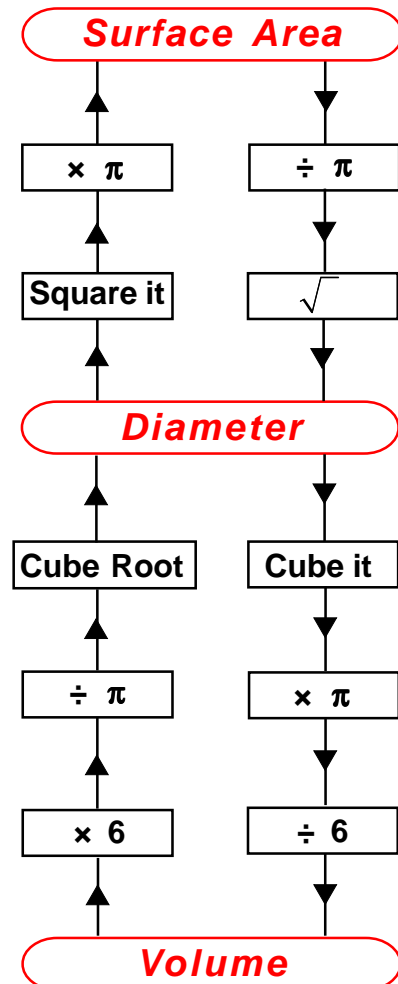 Surface Area
× π ÷ π
Square it √
Diameter
Cube Root Cube it
÷ π × π
× 6 ÷ 6
Volume